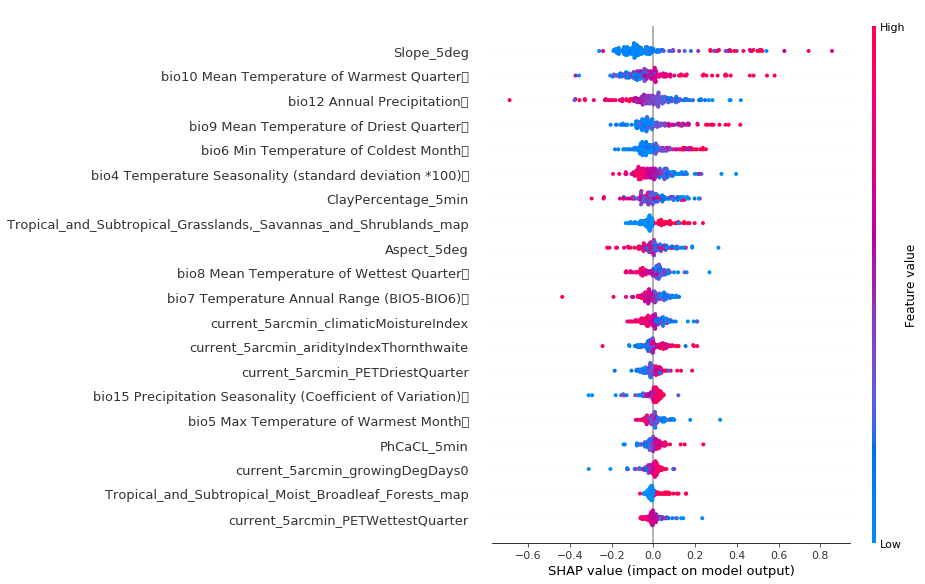 High
Slope_5deg
bio10 Mean Temperature of Warmest Quarter
bio12 Annual Precipitation
bio9 Mean Temperature of Driest Quarter
bio6 Min Temperature of Coldest Month
bio4 Temperature Seasonality (standard deviation *100)
ClayPercentage_5min
Tropical_and_Subtropical_Grasslands,_Savannas_and_Shrublands_map
Aspect_5deg
bio8 Mean Temperature of Wettest Quarter
bio7 Temperature Annual Range (BIO5-BIO6)
current_5arcmin_climaticMoistureIndex
current_5arcmin_aridityIndexThornthwaite
current_5arcmin_PETDriestQuarter
bio15 Precipitation Seasonality (Coefficient of Variation)
bio5 Max Temperature of Warmest Month
PhCaCL_5min
current_5arcmin_growingDegDays0
Tropical_and_Subtropical_Moist_Broadleaf_Forests_map
current_5arcmin_PETWettestQuarter
Feature value
Low
−0.6 −0.4 −0.2 0.0 0.2 0.4 0.6 0.8
SHAP value (impact on model output)